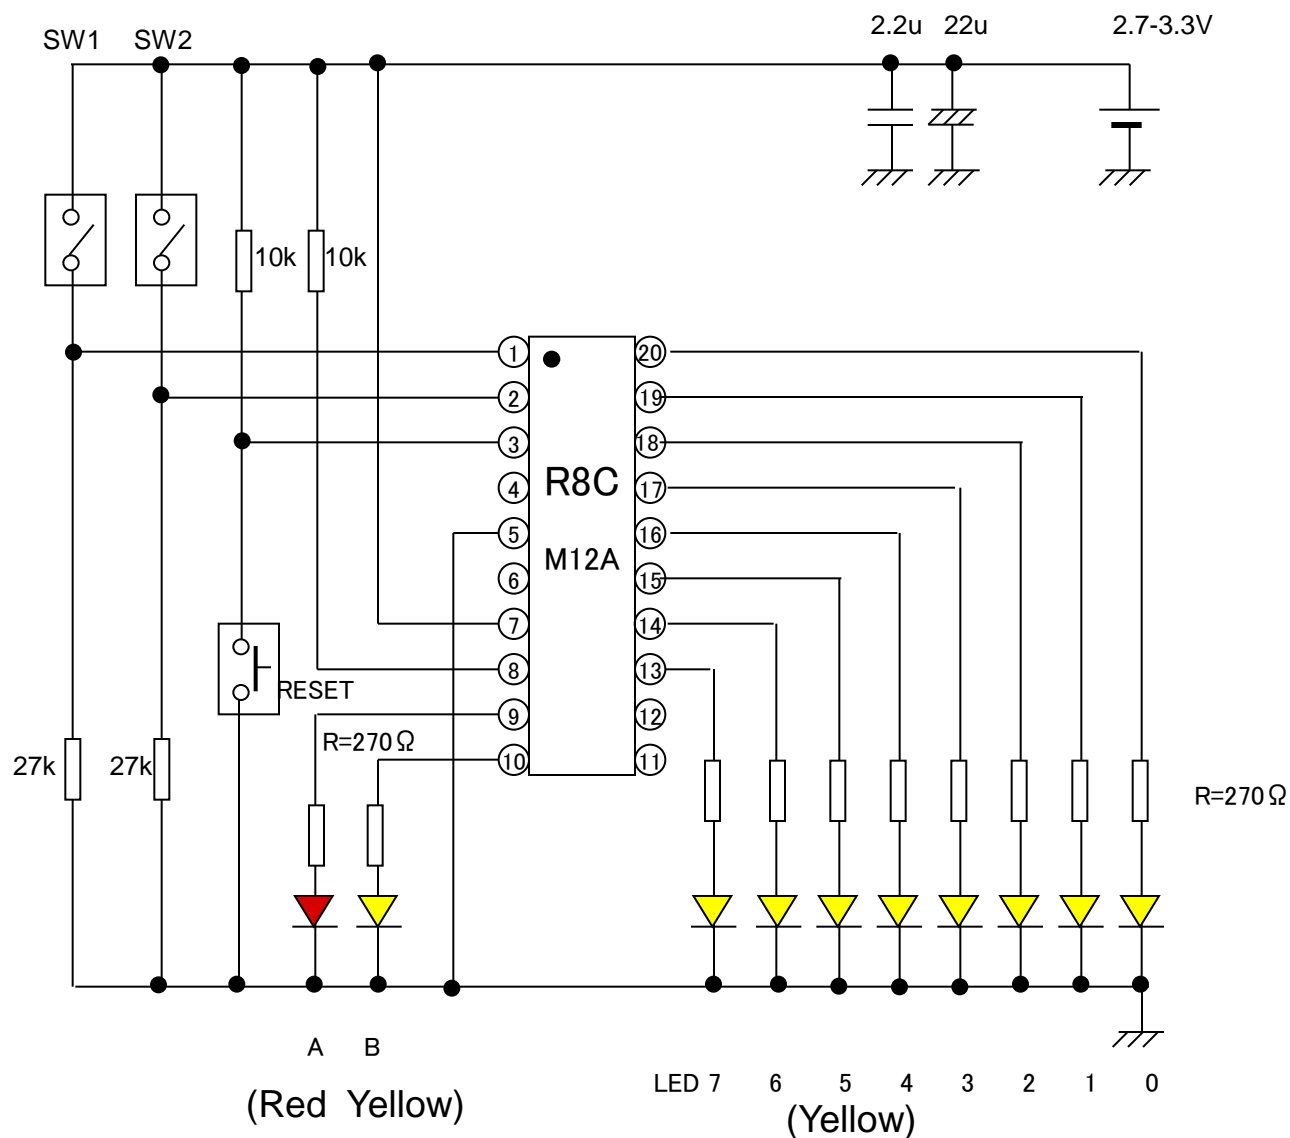 SW1 SW2 2.2u 22u 2.7-3.3V
10k 10k
1 20
2 19
3 18
R8C
4 17
5 16
M12A
6 15
7 14
8 13
RESET
9 12
R=270Ω
10 11
27k 27k
R=270Ω
A B
LED 7 6 5 4 3 2 1 0
(Red Yellow)
(Yellow)